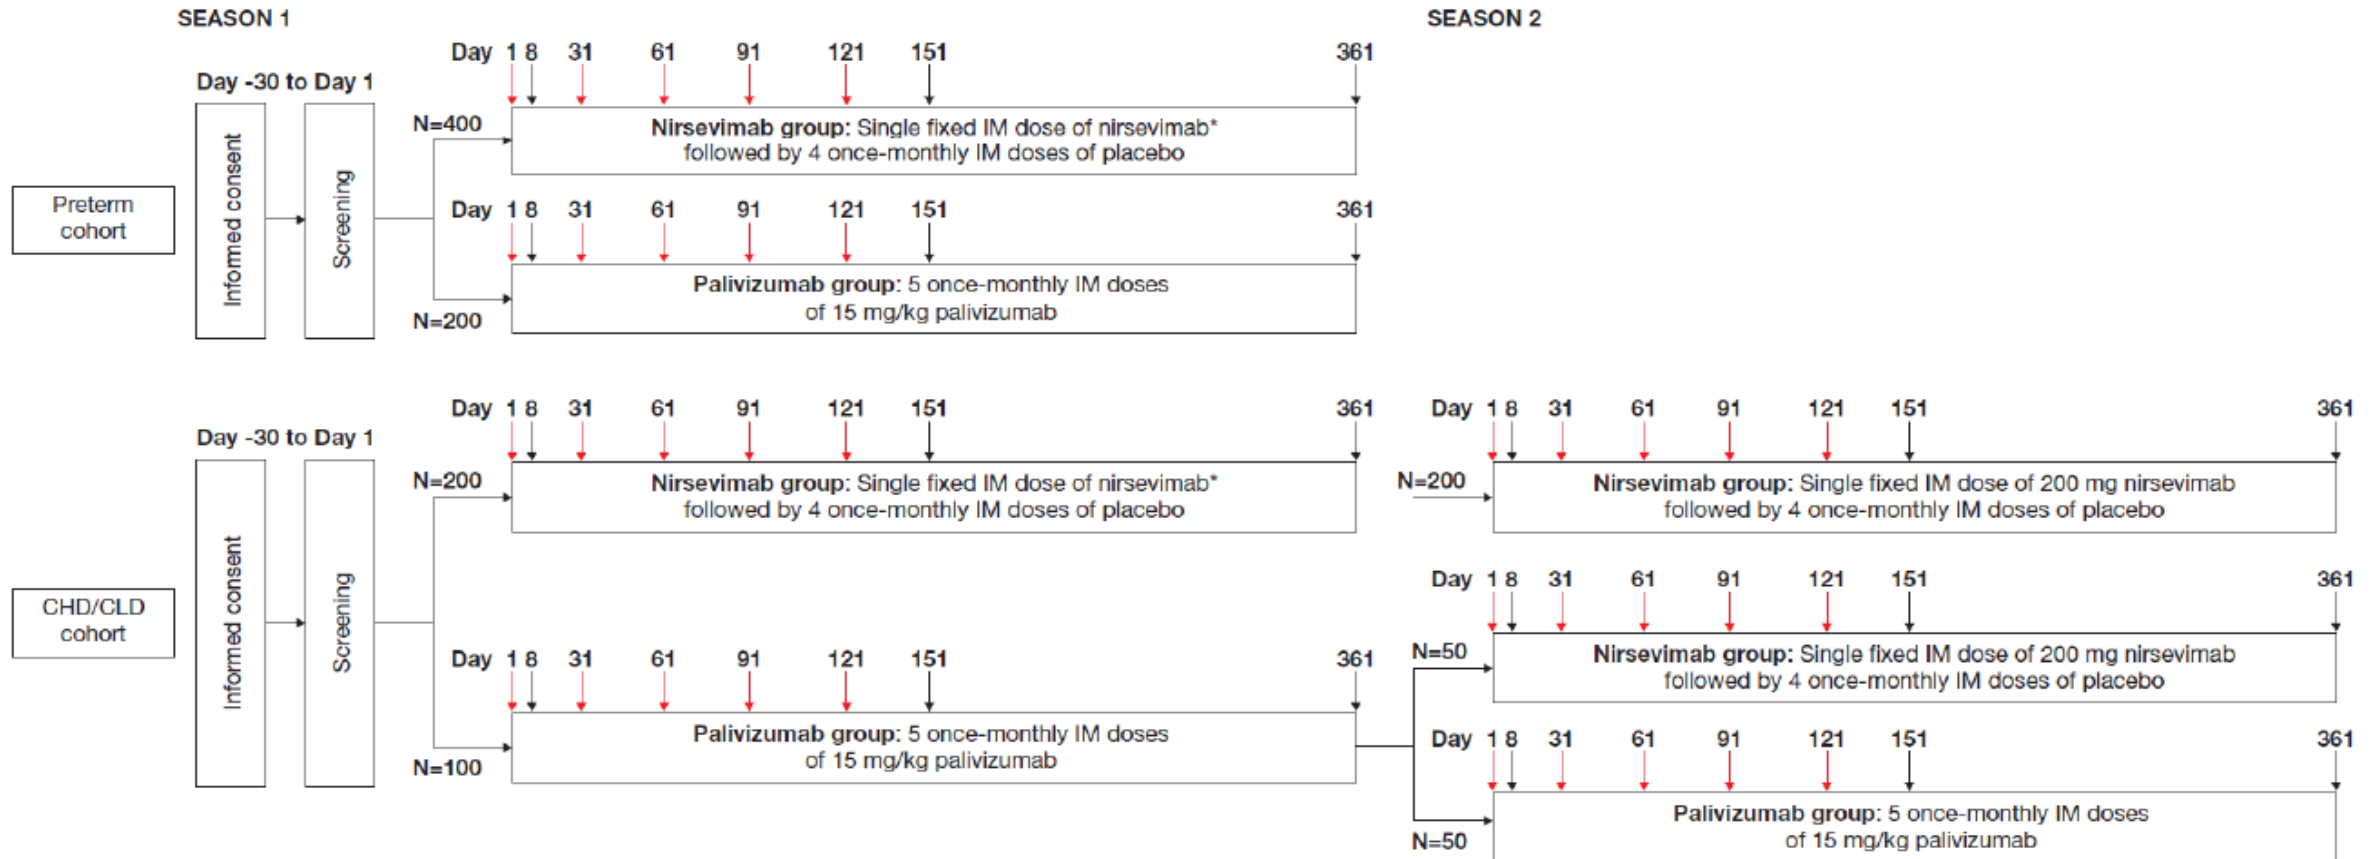 SEASON 1
SEASON 2
Day 1 8 31 61 91 121 151 361
Day -30 to Day 1
N=400
Nirsevimab group: Single fixed IM dose of nirsevimab*
followed by 4 once-monthly IM doses of placebo
Preterm
cohort
Informed consent
Screening
Day 1 8 31 61 91 121 151 361
Palivizumab group: 5 once-monthly IM doses
of 15 mg/kg palivizumab
N=200
Day 1 8 31 61 91 121 151 361
Day 1 8 31 61 91 121 151 361
Day -30 to Day 1
N=200
Nirsevimab group: Single fixed IM dose of nirsevimab*
followed by 4 once-monthly IM doses of placebo
N=200
Nirsevimab group: Single fixed IM dose of 200 mg nirsevimab
followed by 4 once-monthly IM doses of placebo
CHD/CLD
cohort
Informed consent
Screening
Day 1 8 31 61 91 121 151 361
N=50
Nirsevimab group: Single fixed IM dose of 200 mg nirsevimab
followed by 4 once-monthly IM doses of placebo
Day 1 8 31 61 91 121 151 361
Palivizumab group: 5 once-monthly IM doses
of 15 mg/kg palivizumab
N=100
Day 1 8 31 61 91 121 151 361
Palivizumab group: 5 once-monthly IM doses
of 15 mg/kg palivizumab
N=50